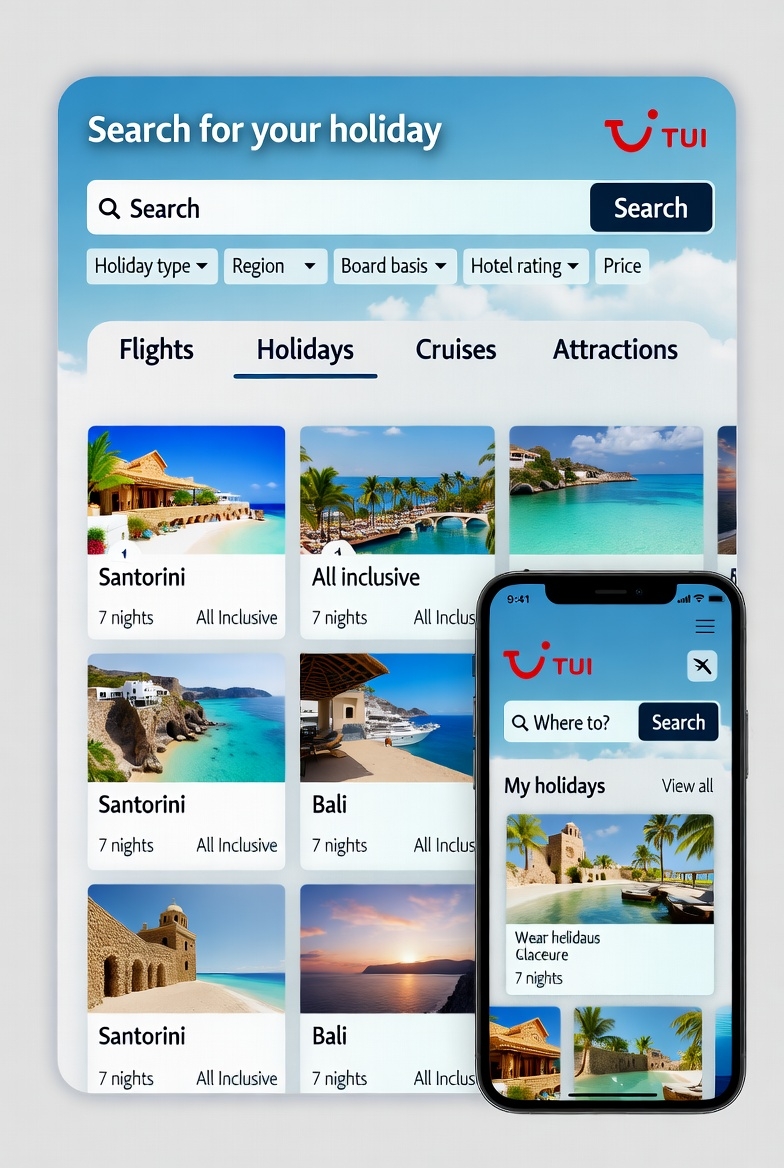 Search for your holiday
TUI
Search
Search
Holiday type
Region
Board basis
Hotel rating
Price
Flights
Holidays
Cruises
Attractions
Santorini
7 nights
All Inclusive
All inclusive
7 nights
All Inclus
Santorini
7 nights
All Inclusive
Bali
7 nights
All Inclus
Santorini
7 nights
All Inclusive
Bali
7 nights
All Inclus
9:41
TUI
Where to?
Search
My holidays
View all
Wear helidaus
Glaceure
7 nights